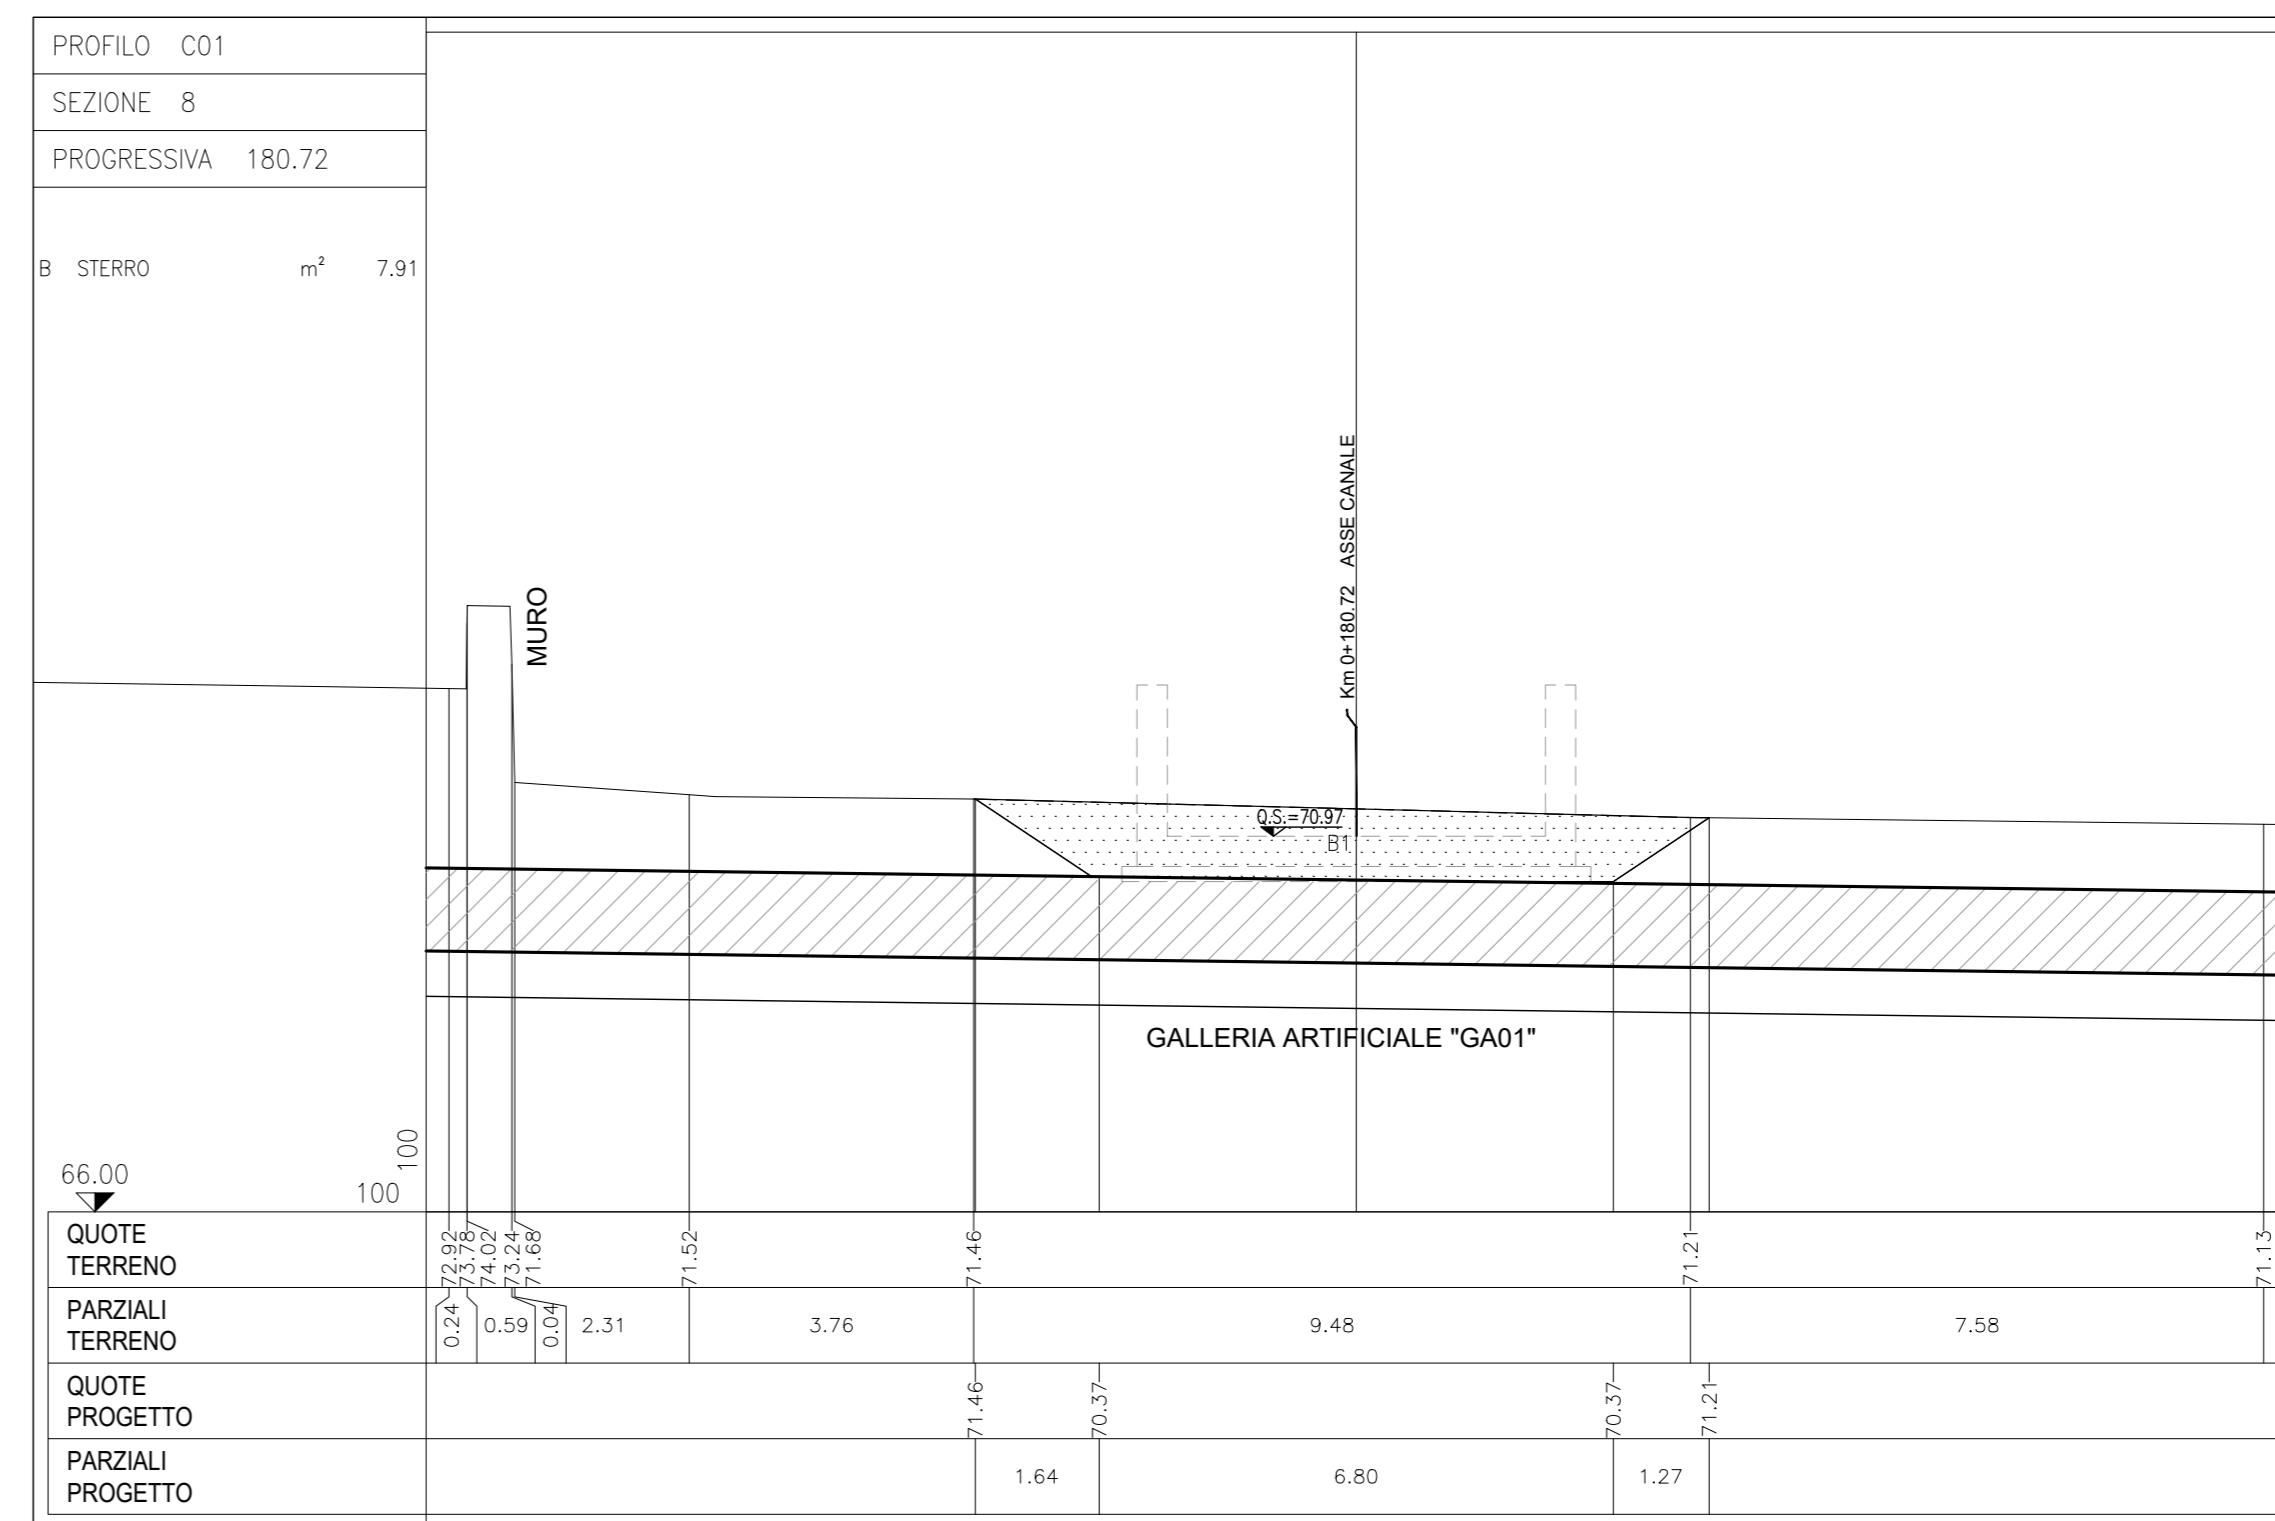 PROFILO C01
SEZIONE 8
PROGRESSIVA 180.72
B STERRO m² 7.91
Km 0+180.72 ASSE CANALE
MURO
Q.S.=70.97
B1
GALLERIA ARTIFICIALE "GA01"
100
66.00
100
QUOTE
TERRENO
72.92 73.78 74.02 73.24 71.68 71.52 71.46 71.21 71.13
PARZIALI
TERRENO
0.24 0.59 0.04 2.31 3.76 9.48 7.58
QUOTE
PROGETTO
71.46 70.37 70.37 71.21
PARZIALI
PROGETTO
1.64 6.80 1.27